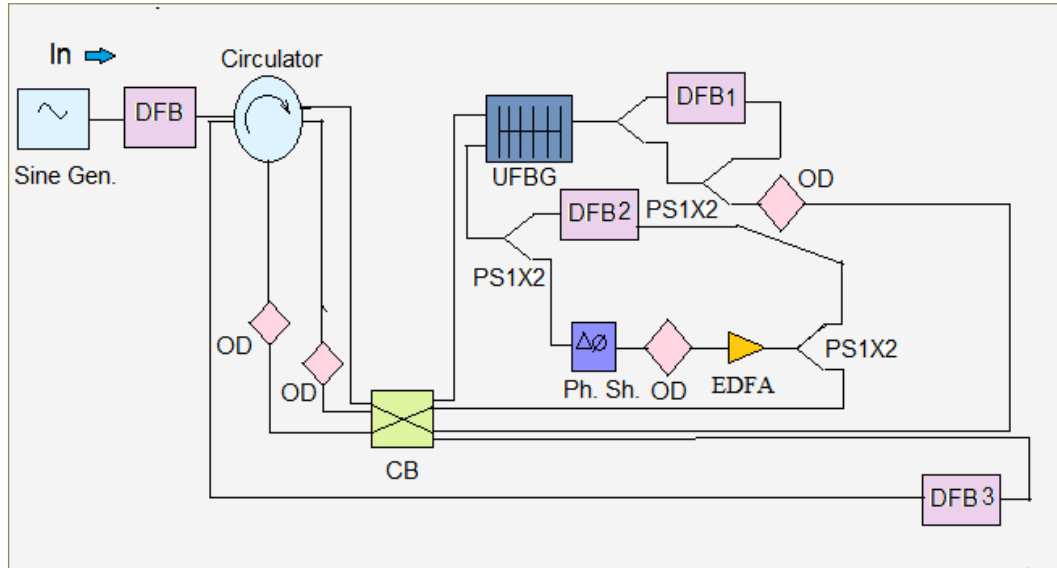 In
Circulator
DFB
Sine Gen.
UFBG
DFB1
OD
PS1X2
DFB2
PS1X2
OD
OD
Δø
Ph. Sh.
OD
EDFA
PS1X2
CB
DFB3